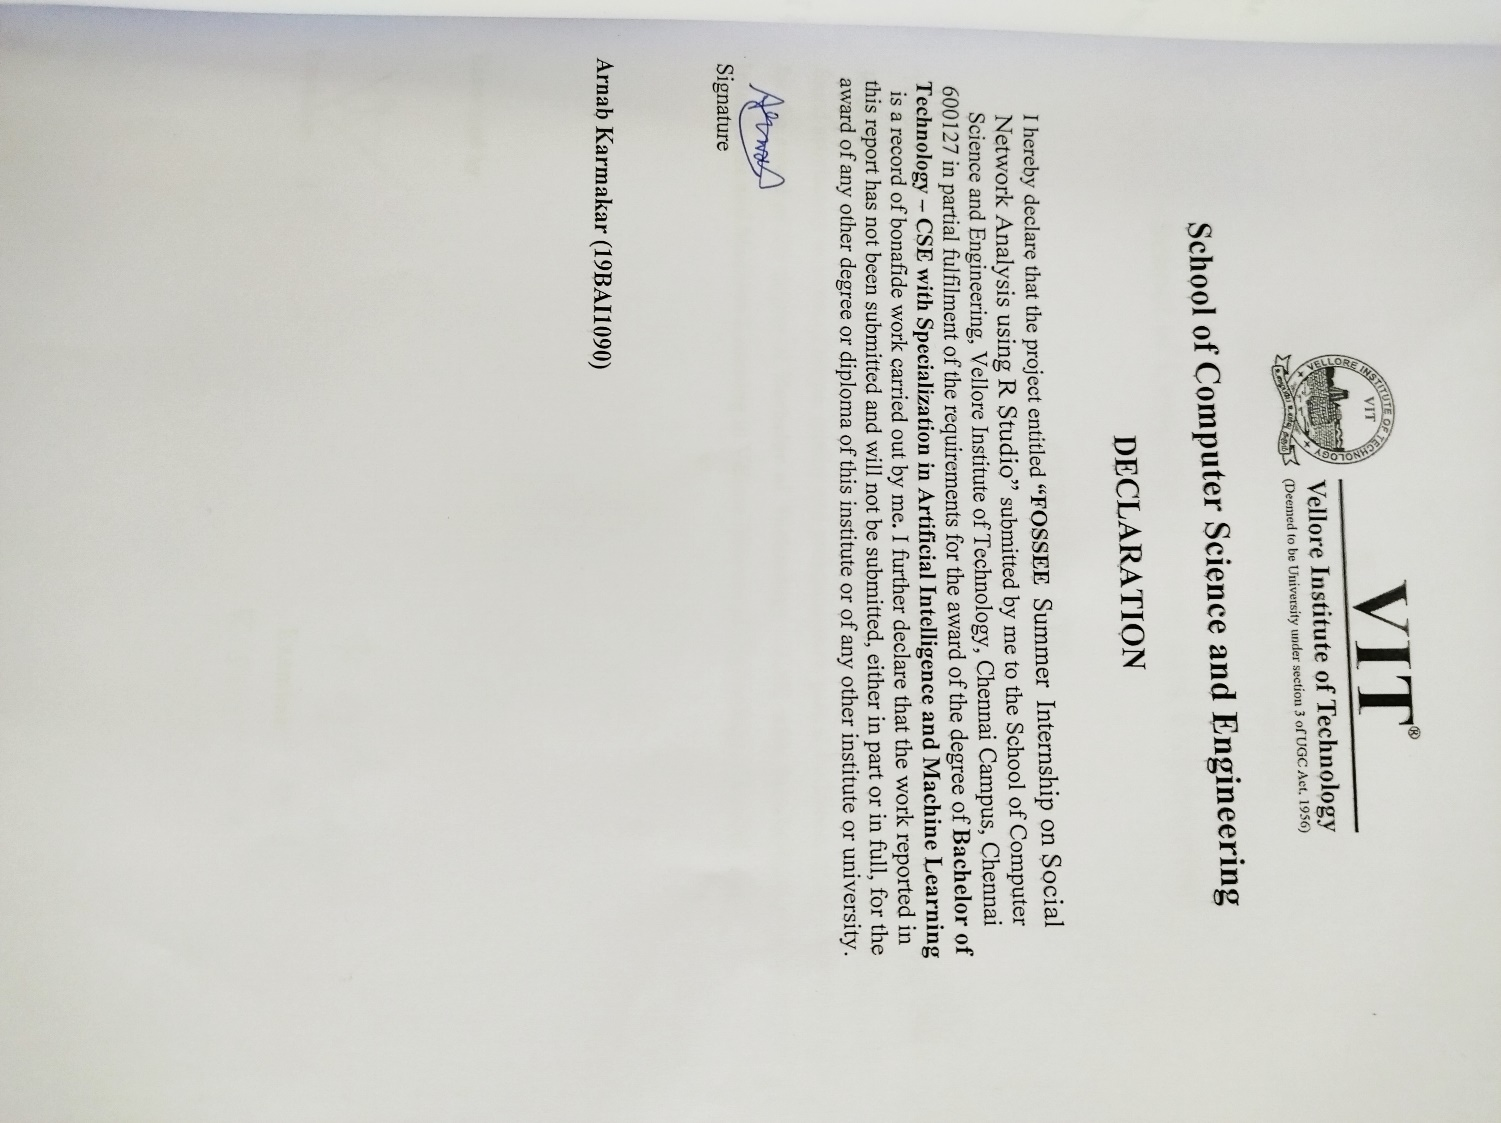 VIT®
Vellore Institute of Technology
(Deemed to be University under section 3 of UGC Act, 1956)
VELLORE INSTITUTE OF TECHNOLOGY
VIT
School of Computer Science and Engineering
DECLARATION
I hereby declare that the project entitled “FOSSEE Summer Internship on Social
Network Analysis using R Studio” submitted by me to the School of Computer
Science and Engineering, Vellore Institute of Technology, Chennai Campus, Chennai
600127 in partial fulfilment of the requirements for the award of the degree of Bachelor of
Technology – CSE with Specialization in Artificial Intelligence and Machine Learning
is a record of bonafide work carried out by me. I further declare that the work reported in
this report has not been submitted and will not be submitted, either in part or in full, for the
award of any other degree or diploma of this institute or of any other institute or university.
Signature
Arnab Karmakar (19BAI1090)